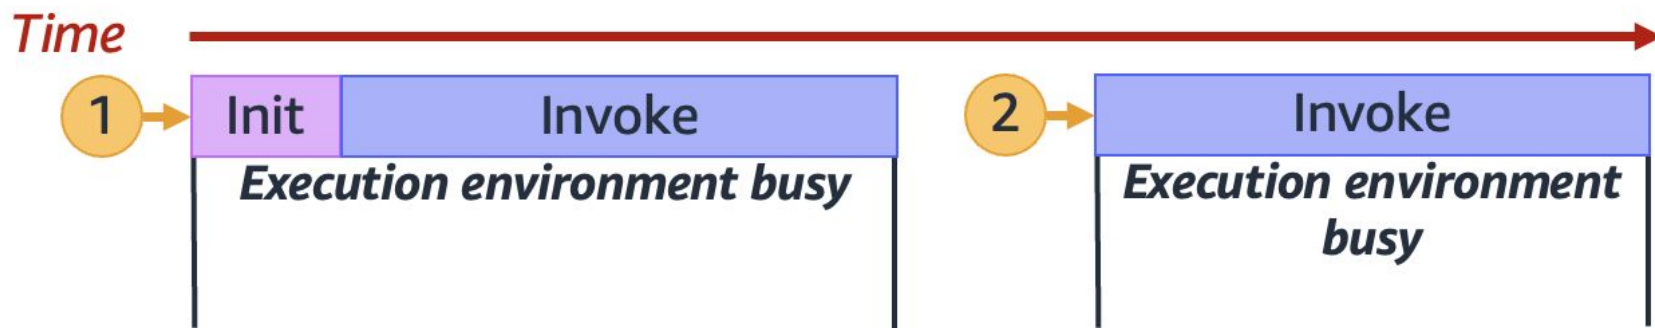 Time
1
Init
Invoke
2
Invoke
Execution environment busy
Execution environment
busy